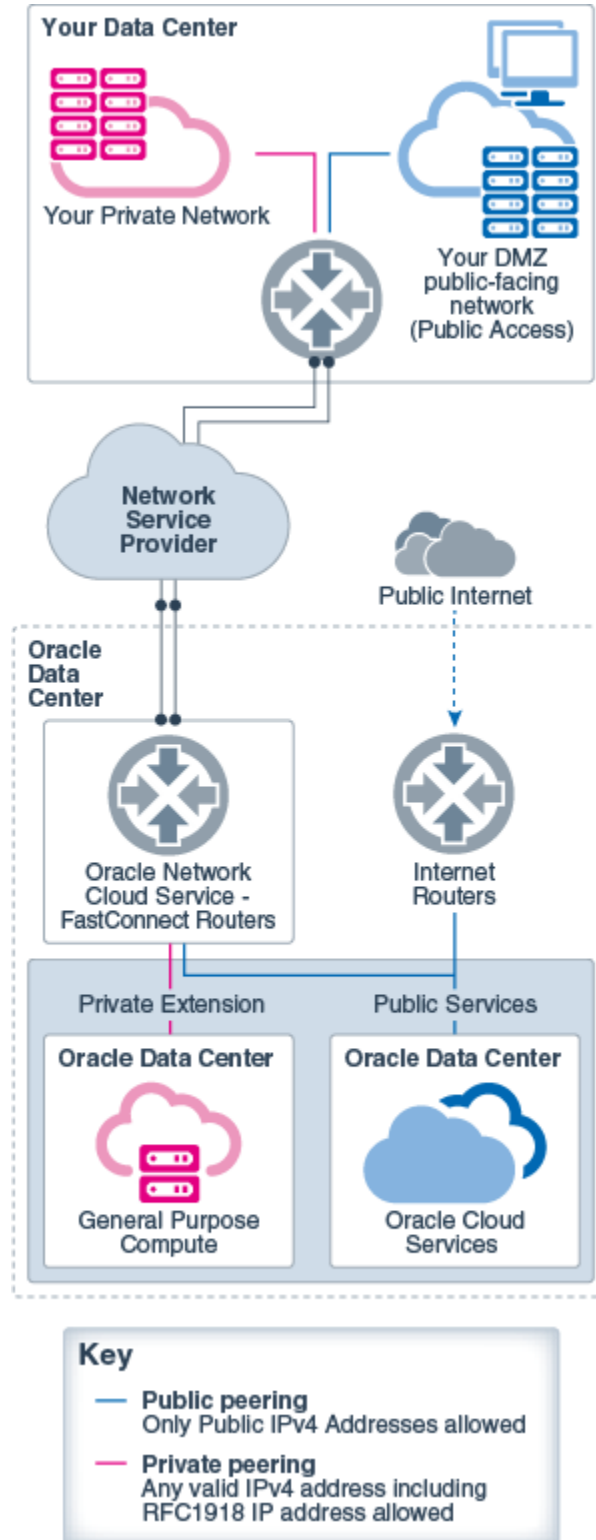 Your Data Center
Your Private Network
Your DMZ
public-facing
network
(Public Access)
Network
Service
Provider
Public Internet
Oracle
Data
Center
Oracle Network
Cloud Service -
FastConnect Routers
Internet
Routers
Private Extension
Public Services
Oracle Data Center
General Purpose
Compute
Oracle Data Center
Oracle Cloud
Services
Key
Public peering
Only Public IPv4 Addresses allowed
Private peering
Any valid IPv4 address including
RFC1918 IP address allowed